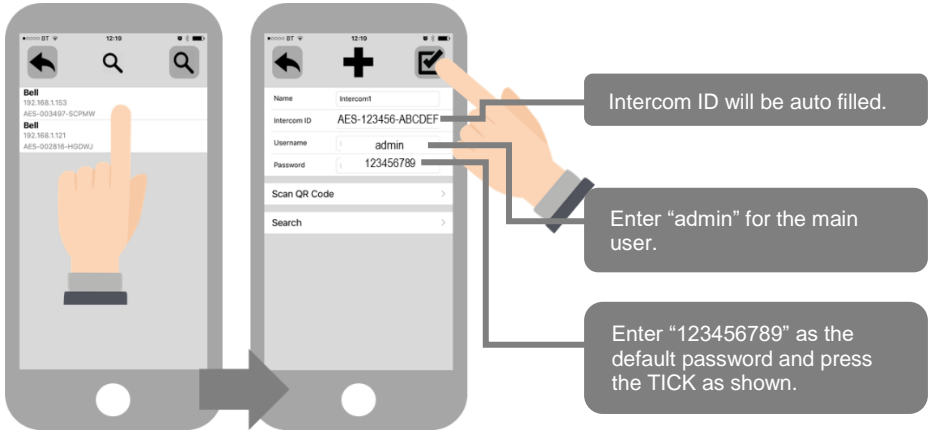 BT 12:19
Bell
192.168.1.153
AES-003497-SCPMW
Bell
192.168.1.121
AES-002816-HGDWJ
BT 12:19
Name Intercom1
Intercom ID AES-123456-ABCDEF
Username admin
Password 123456789
Scan QR Code
Search
Intercom ID will be auto filled.
Enter “admin” for the main
user.
Enter “123456789” as the
default password and press
the TICK as shown.